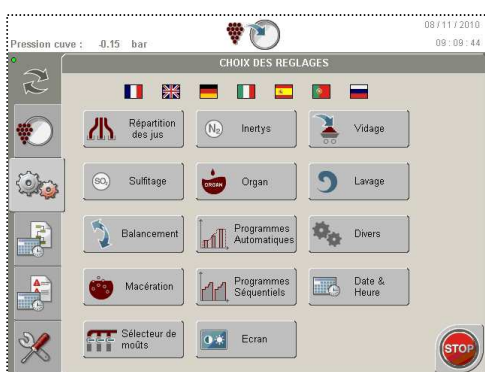 08/11/2010
Pression cuve : -0.15 bar
09:09:44
CHOIX DES REGLAGES
Répartition
des jus
N₂
Inertys
Vidage
SO₂
Sulfitage
ORGAN
Organ
Lavage
Balancement
Programmes
Automatiques
Divers
Macération
Programmes
Séquentiels
Date &
Heure
Sélecteur de
moûts
Ecran
STOP